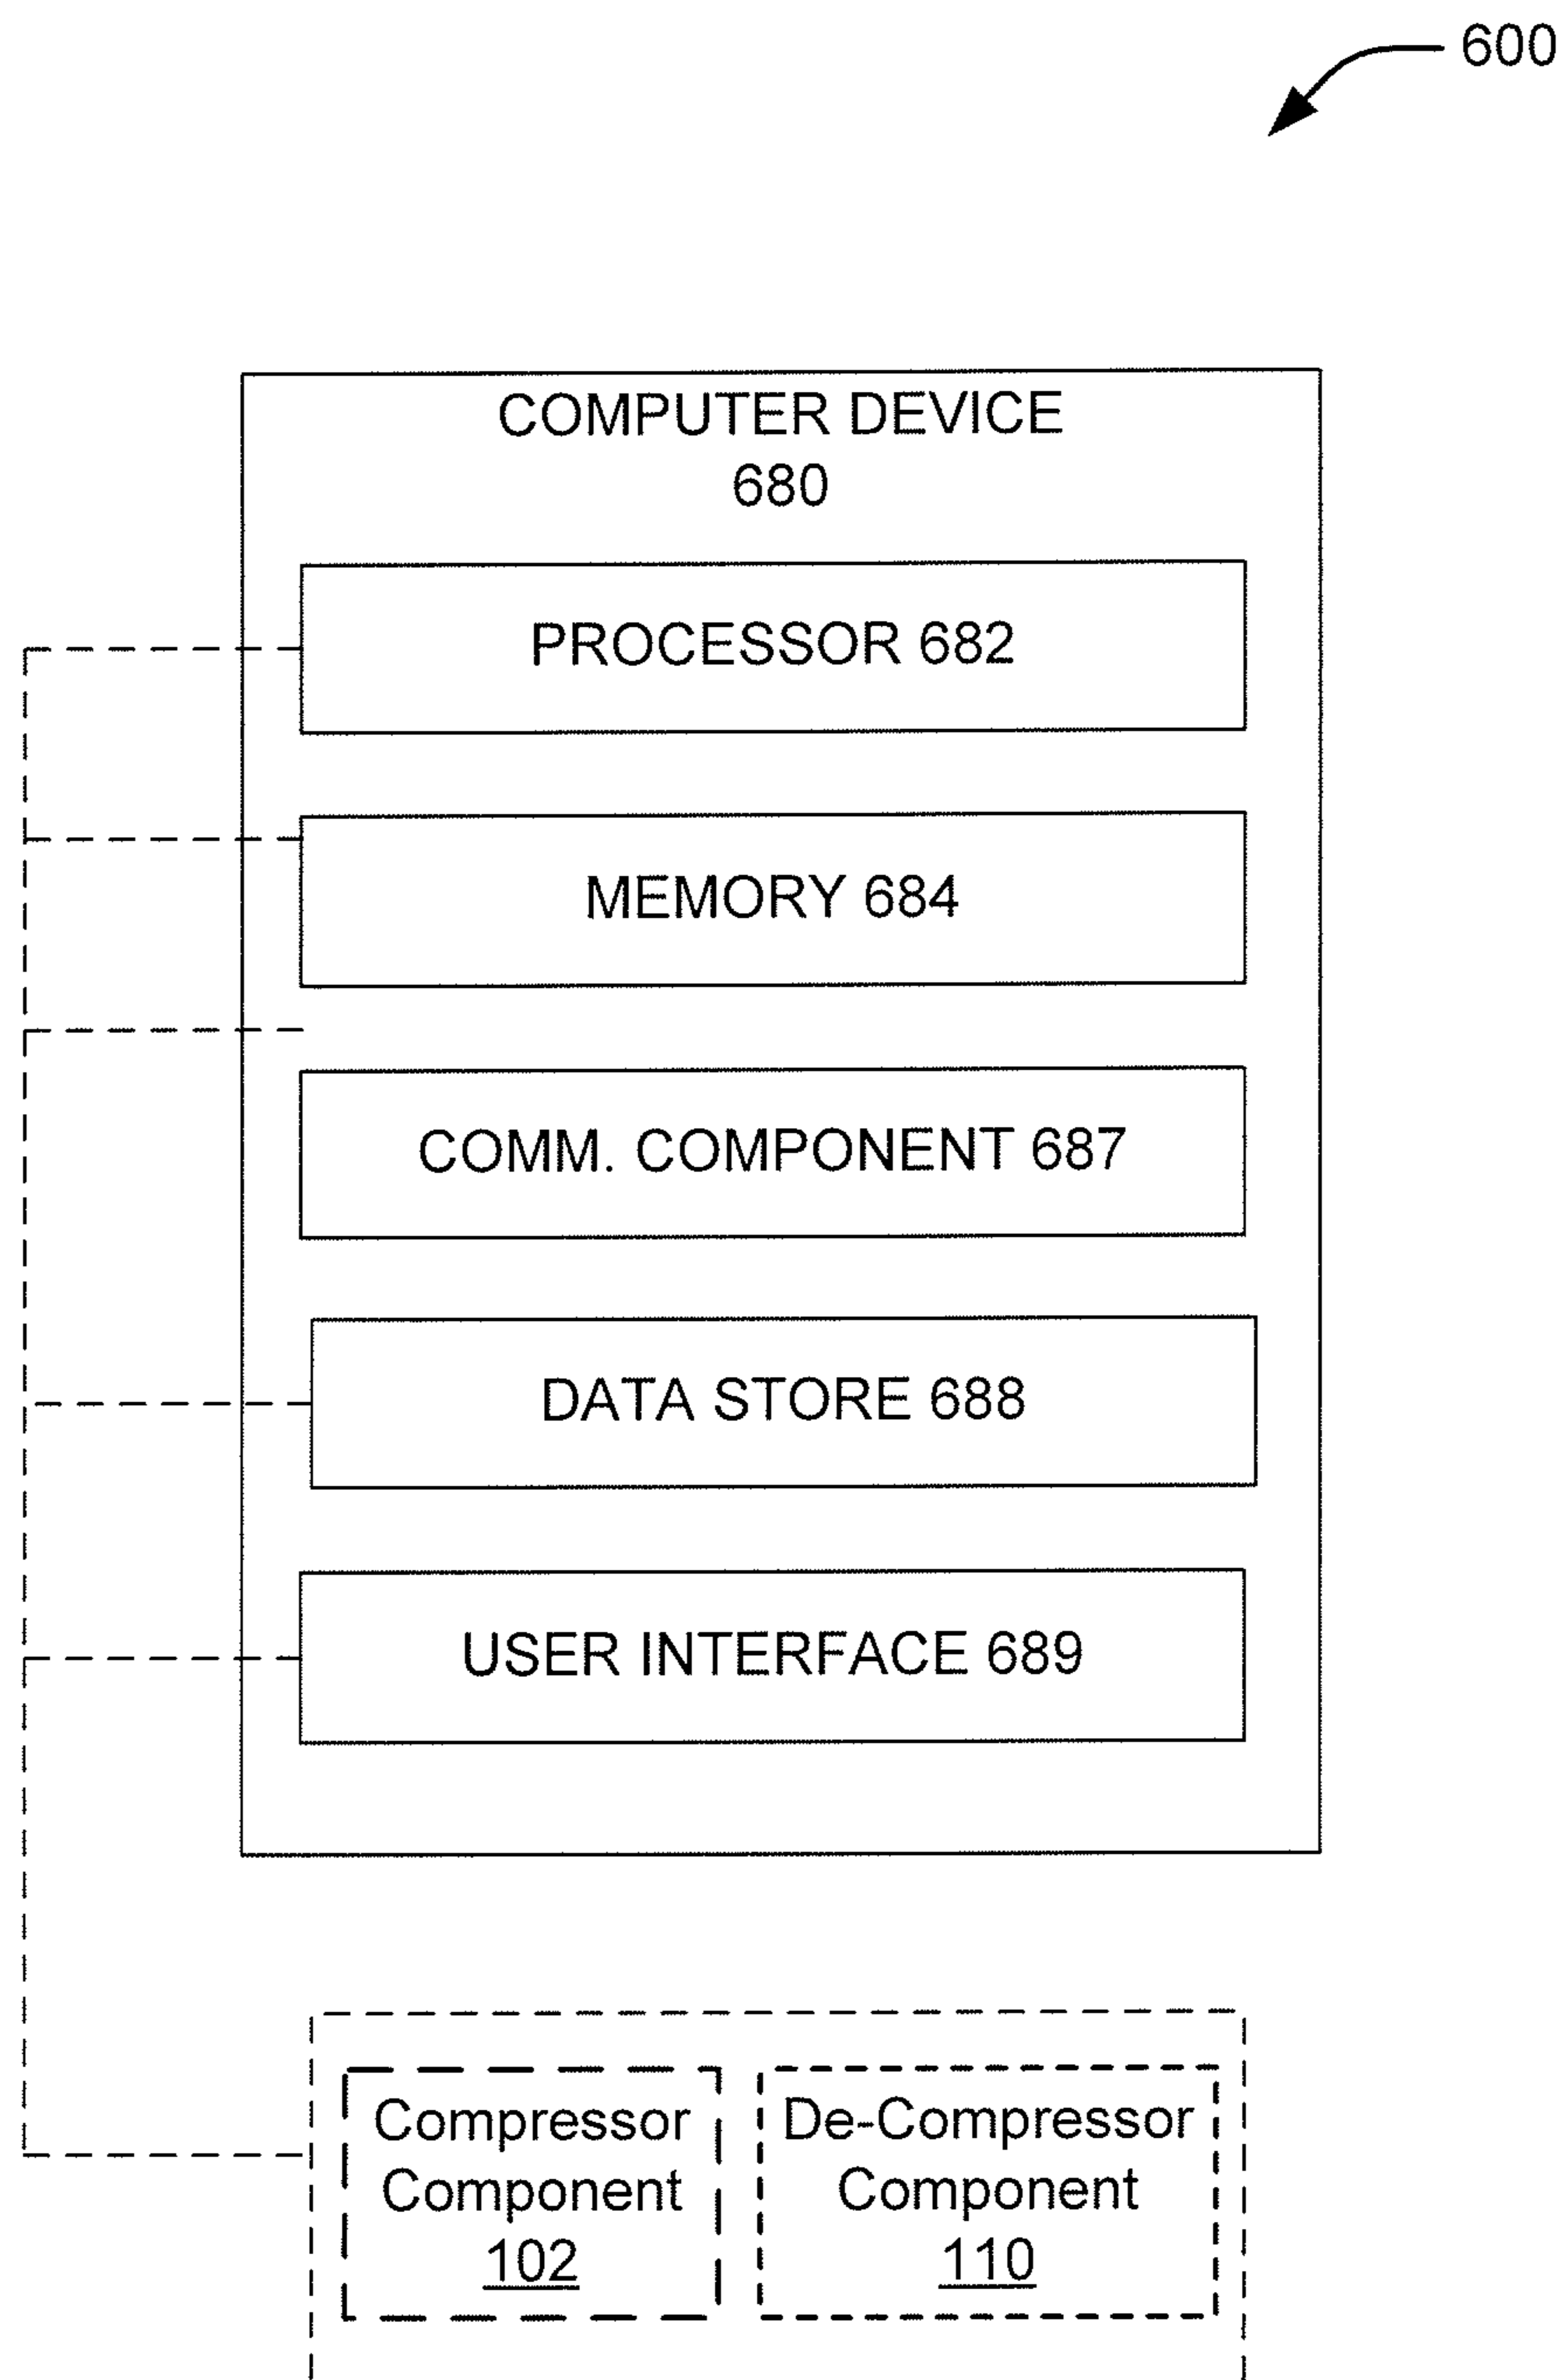 600
COMPUTER DEVICE
680
PROCESSOR 682
MEMORY 684
COMM. COMPONENT 687
DATA STORE 688
USER INTERFACE 689
Compressor
Component
102
De-Compressor
Component
110